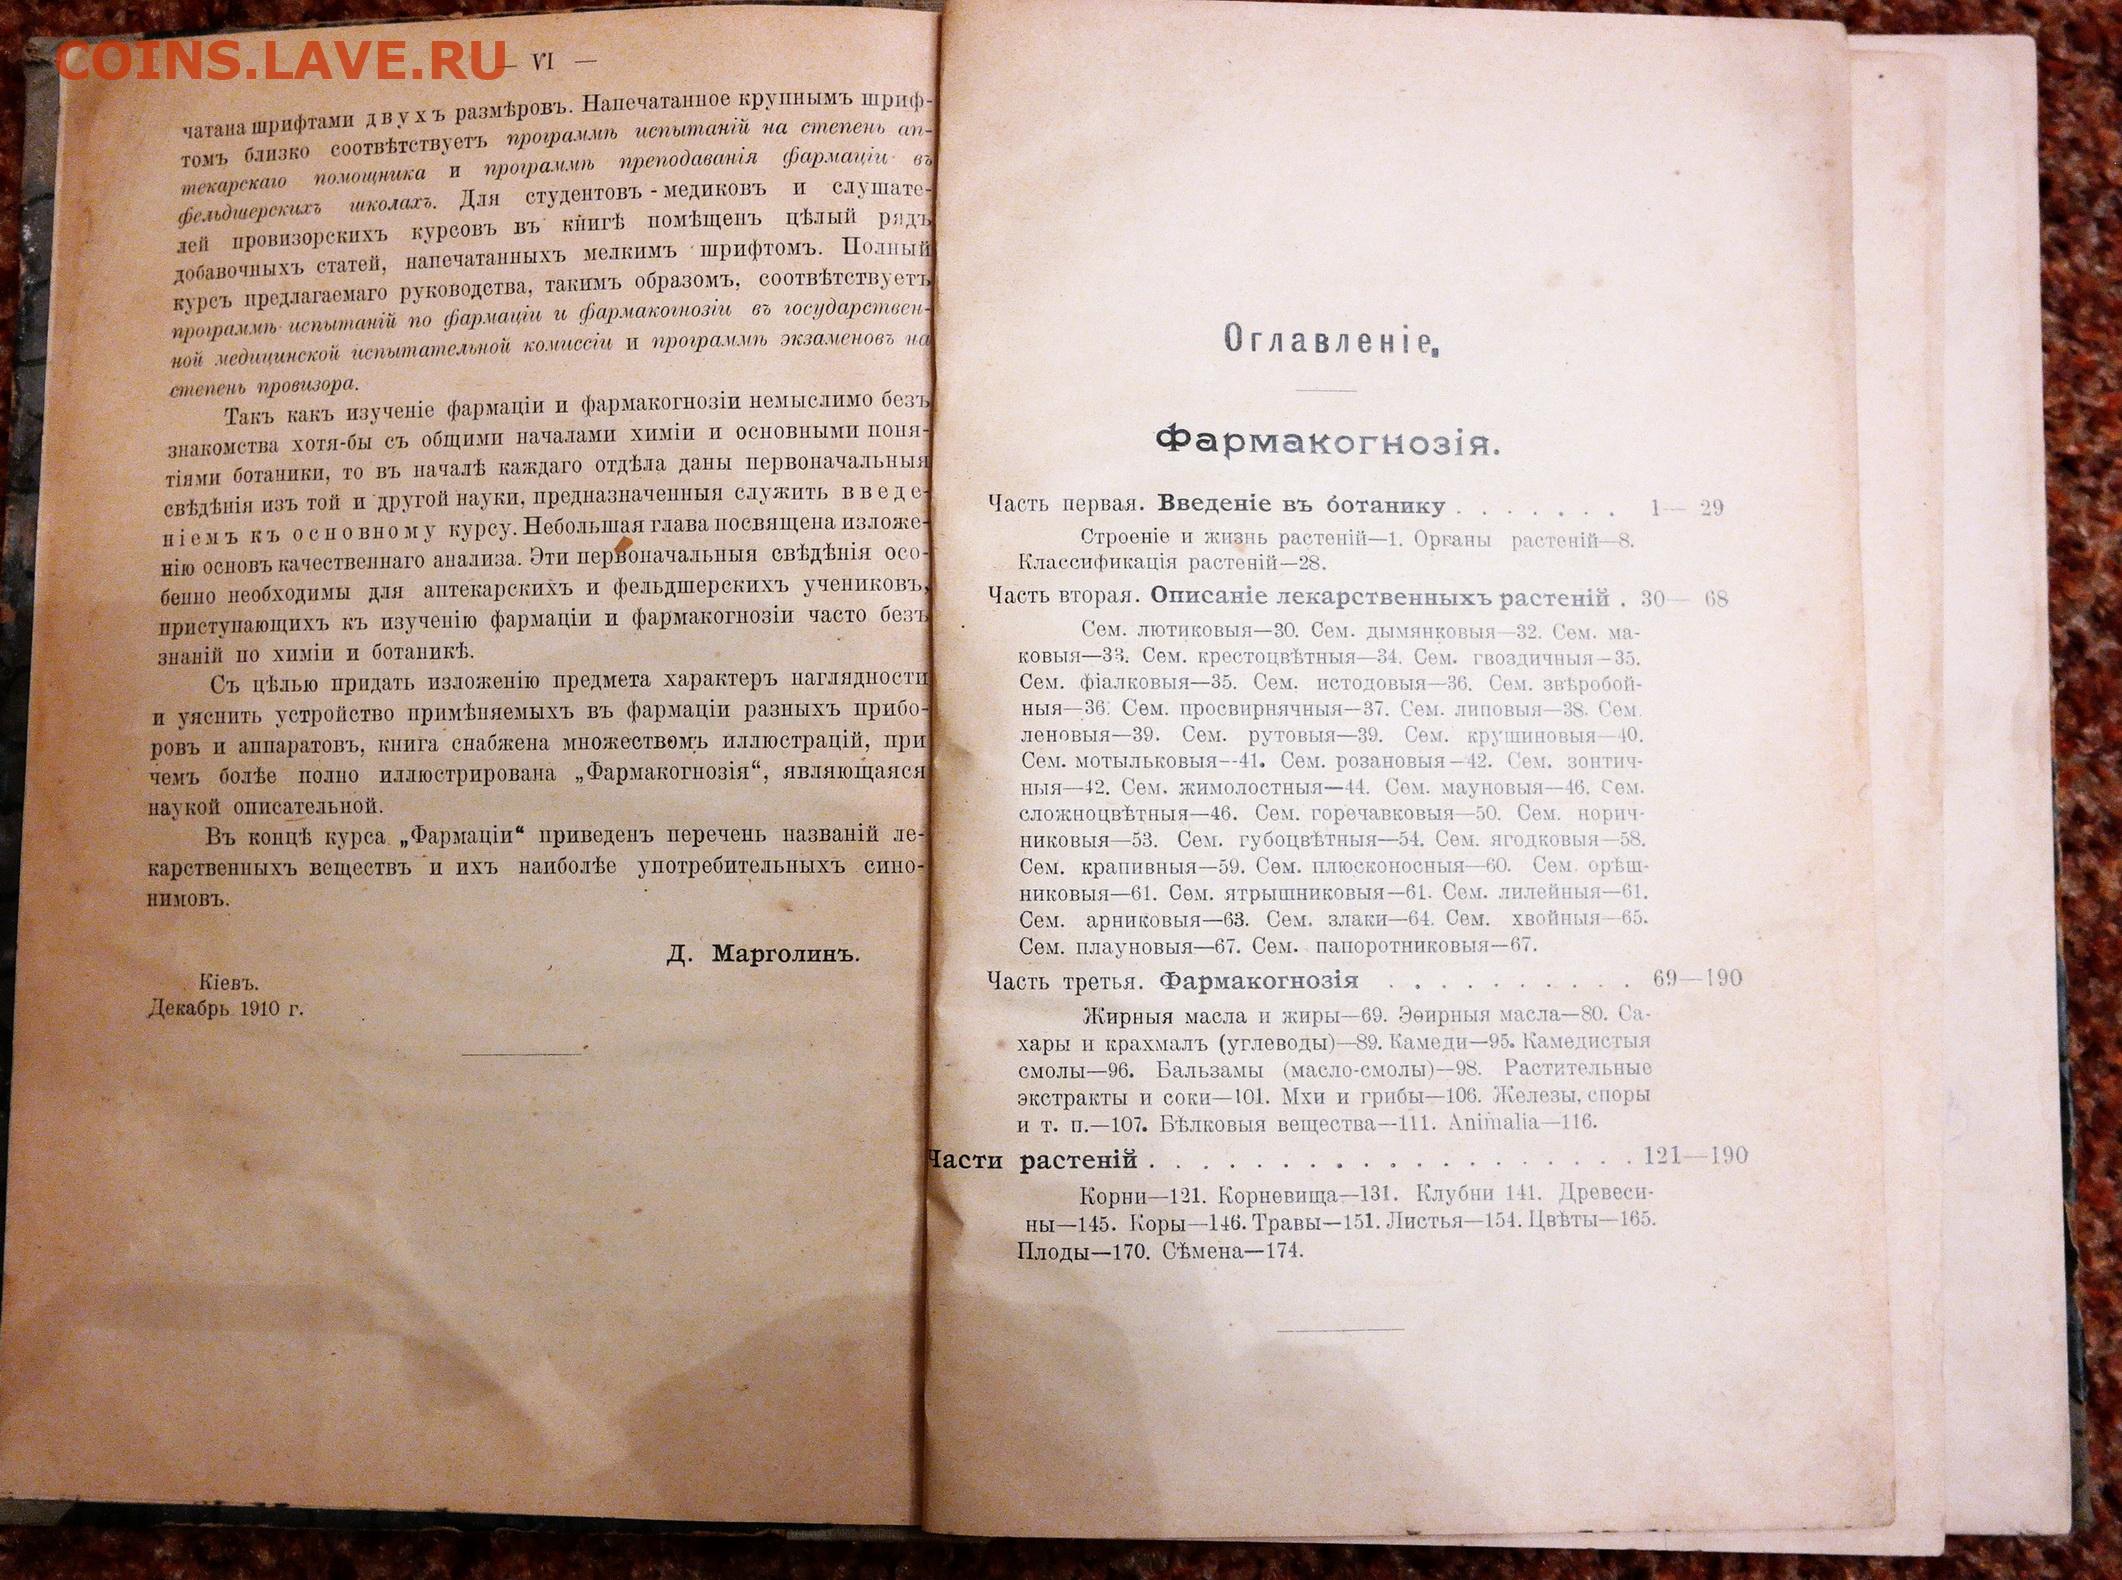 COINS.LAVE.RU
— VI —
чатана шрифтами двухъ размѣровъ. Напечатанное крупнымъ шриф-
томъ близко соотвѣтствуетъ программѣ испытаній на степень ап-
текарскаго помощника и программѣ преподаванія фармаціи въ
фельдшерскихъ школахъ. Для студентовъ-медиковъ и слушате-
лей провизорскихъ курсовъ въ книгѣ помѣщенъ цѣлый рядъ
добавочныхъ статей, напечатанныхъ мелкимъ шрифтомъ. Полный
курсъ предлагаемаго руководства, такимъ образомъ, соотвѣтствуетъ
программѣ испытаній по фармаціи и фармакогнозіи въ государствен-
ной медицинской испытательной комиссіи и программѣ экзаменовъ на
степень провизора.
Такъ какъ изученіе фармаціи и фармакогнозіи немыслимо безъ
знакомства хотя-бы съ общими началами химіи и основными поня-
тіями ботаники, то въ началѣ каждаго отдѣла даны первоначальныя
свѣдѣнія изъ той и другой науки, предназначенныя служить введе-
ніемъ къ основному курсу. Небольшая глава посвящена изложе-
нію основъ качественнаго анализа. Эти первоначальныя свѣдѣнія осо-
бенно необходимы для аптекарскихъ и фельдшерскихъ учениковъ,
приступающихъ къ изученію фармаціи и фармакогнозіи часто безъ
знаній по химіи и ботаникѣ.
Съ цѣлью придать изложенію предмета характеръ наглядности
и уяснить устройство примѣняемыхъ въ фармаціи разныхъ прибо-
ровъ и аппаратовъ, книга снабжена множествомъ иллюстрацій, при
чемъ болѣе полно иллюстрирована „Фармакогнозія“, являющаяся
наукой описательной.
Въ концѣ курса „Фармаціи“ приведенъ перечень названій ле-
карственныхъ веществъ и ихъ наиболѣе употребительныхъ сино-
нимовъ.
Д. Марголинъ.
Кіевъ.
Декабрь 1910 г.
Оглавленіе.
Фармакогнозія.
Часть первая. Введеніе въ ботанику . . . . . . . 1— 29
Строеніе и жизнь растеній—1. Органы растеній—8.
Классификація растеній—28.
Часть вторая. Описаніе лекарственныхъ растеній . 30— 68
Сем. лютиковыя—30. Сем. дымянковыя—32. Сем. ма-
ковыя—33. Сем. крестоцвѣтныя—34. Сем. гвоздичныя—35.
Сем. фіалковыя—35. Сем. истодовыя—36. Сем. звѣробой-
ныя—36. Сем. просвирнячныя—37. Сем. липовыя—38. Сем.
леновыя—39. Сем. рутовыя—39. Сем. крушиновыя—40.
Сем. мотыльковыя--41. Сем. розановыя—42. Сем. зонтич-
ныя—42. Сем. жимолостныя—44. Сем. мауновыя—46. Сем.
сложноцвѣтныя—46. Сем. горечавковыя—50. Сем. норич-
никовыя—53. Сем. губоцвѣтныя—54. Сем. ягодковыя—58.
Сем. крапивныя—59. Сем. плюсконосныя—60. Сем. орѣш-
никовыя—61. Сем. ятрышниковыя—61. Сем. лилейныя—61.
Сем. арниковыя—63. Сем. злаки—64. Сем. хвойныя—65.
Сем. плауновыя—67. Сем. папоротниковыя—67.
Часть третья. Фармакогнозія . . . . . . . . . . 69—190
Жирныя масла и жиры—69. Эѳирныя масла—80. Са-
хары и крахмалъ (углеводы)—89. Камеди—95. Камедистыя
смолы—96. Бальзамы (масло-смолы)—98. Растительные
экстракты и соки—101. Мхи и грибы—106. Железы, споры
и т. п.—107. Бѣлковыя вещества—111. Animalia—116.
Части растеній . . . . . . . . . . . . . . . . . . . 121—190
Корни—121. Корневища—131. Клубни 141. Древеси-
ны—145. Коры—146. Травы—151. Листья—154. Цвѣты—165.
Плоды—170. Сѣмена—174.